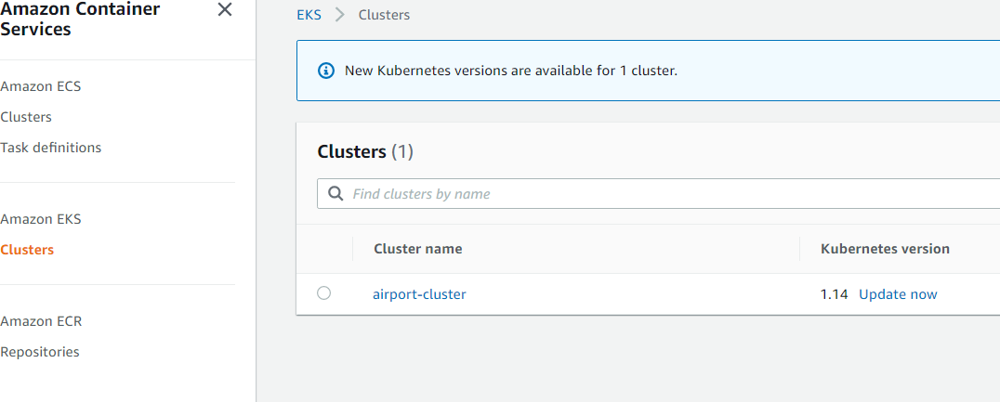 Amazon Container
Services
Amazon ECS
Clusters
Task definitions
Amazon EKS
Clusters
Amazon ECR
Repositories
EKS > Clusters
New Kubernetes versions are available for 1 cluster.
Clusters (1)
Find clusters by name
Cluster name Kubernetes version
airport-cluster 1.14 Update now